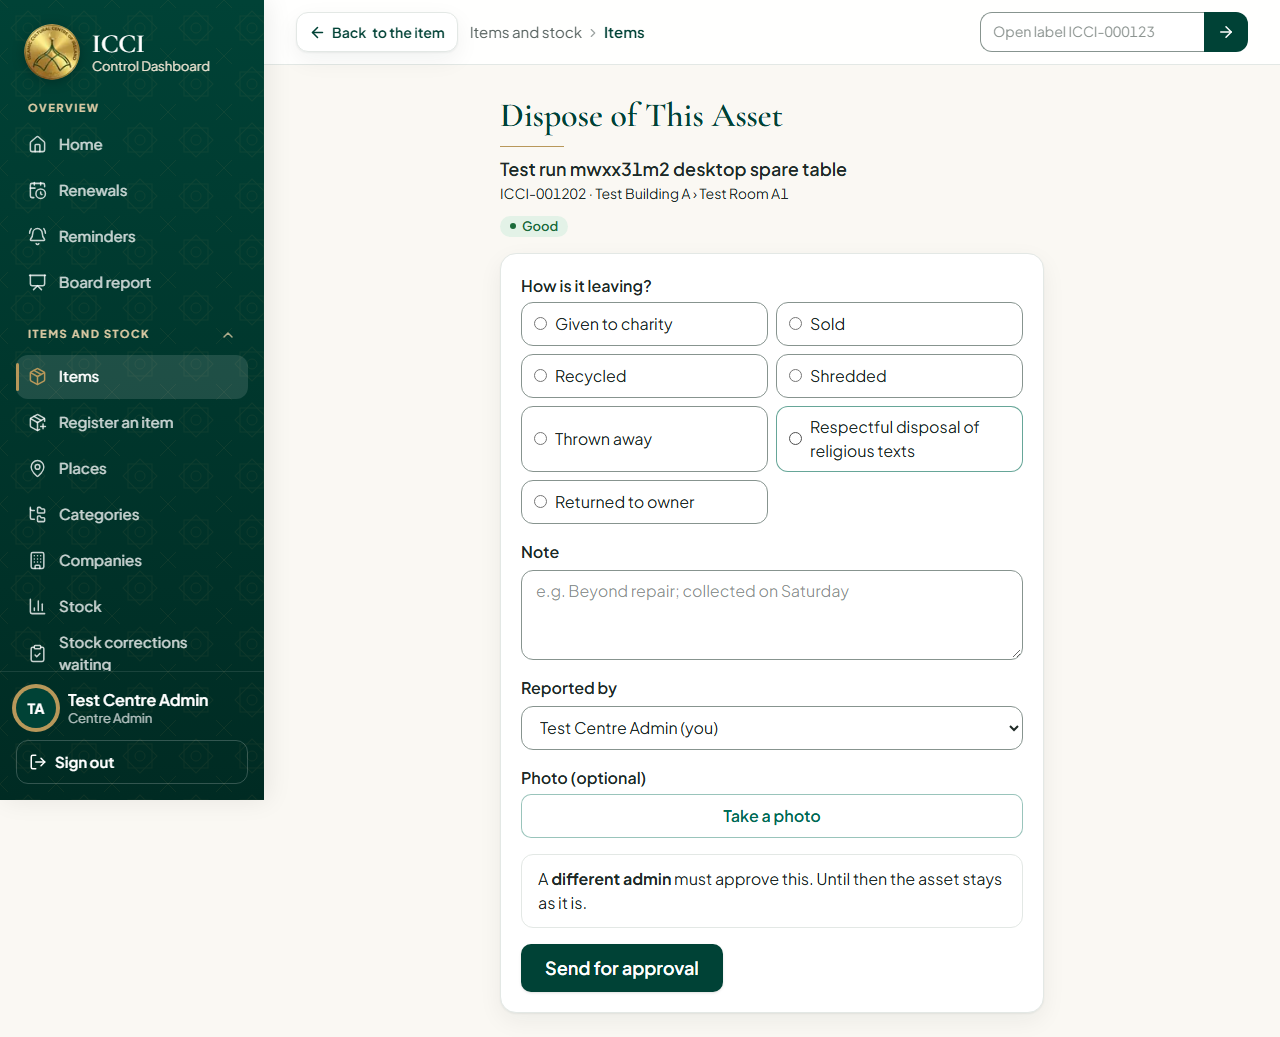 ICCI
Control Dashboard
OVERVIEW
Home
Renewals
Reminders
Board report
ITEMS AND STOCK
Items
Register an item
Places
Categories
Companies
Stock
Stock corrections
waiting
TA
Test Centre Admin
Centre Admin
Sign out
Back to the item
Items and stock › Items
Open label ICCI-000123
Dispose of This Asset
Test run mwxx31m2 desktop spare table
ICCI-001202 · Test Building A › Test Room A1
Good
How is it leaving?
Given to charity
Sold
Recycled
Shredded
Thrown away
Respectful disposal of
religious texts
Returned to owner
Note
e.g. Beyond repair; collected on Saturday
Reported by
Test Centre Admin (you)
Photo (optional)
Take a photo
A different admin must approve this. Until then the asset stays
as it is.
Send for approval